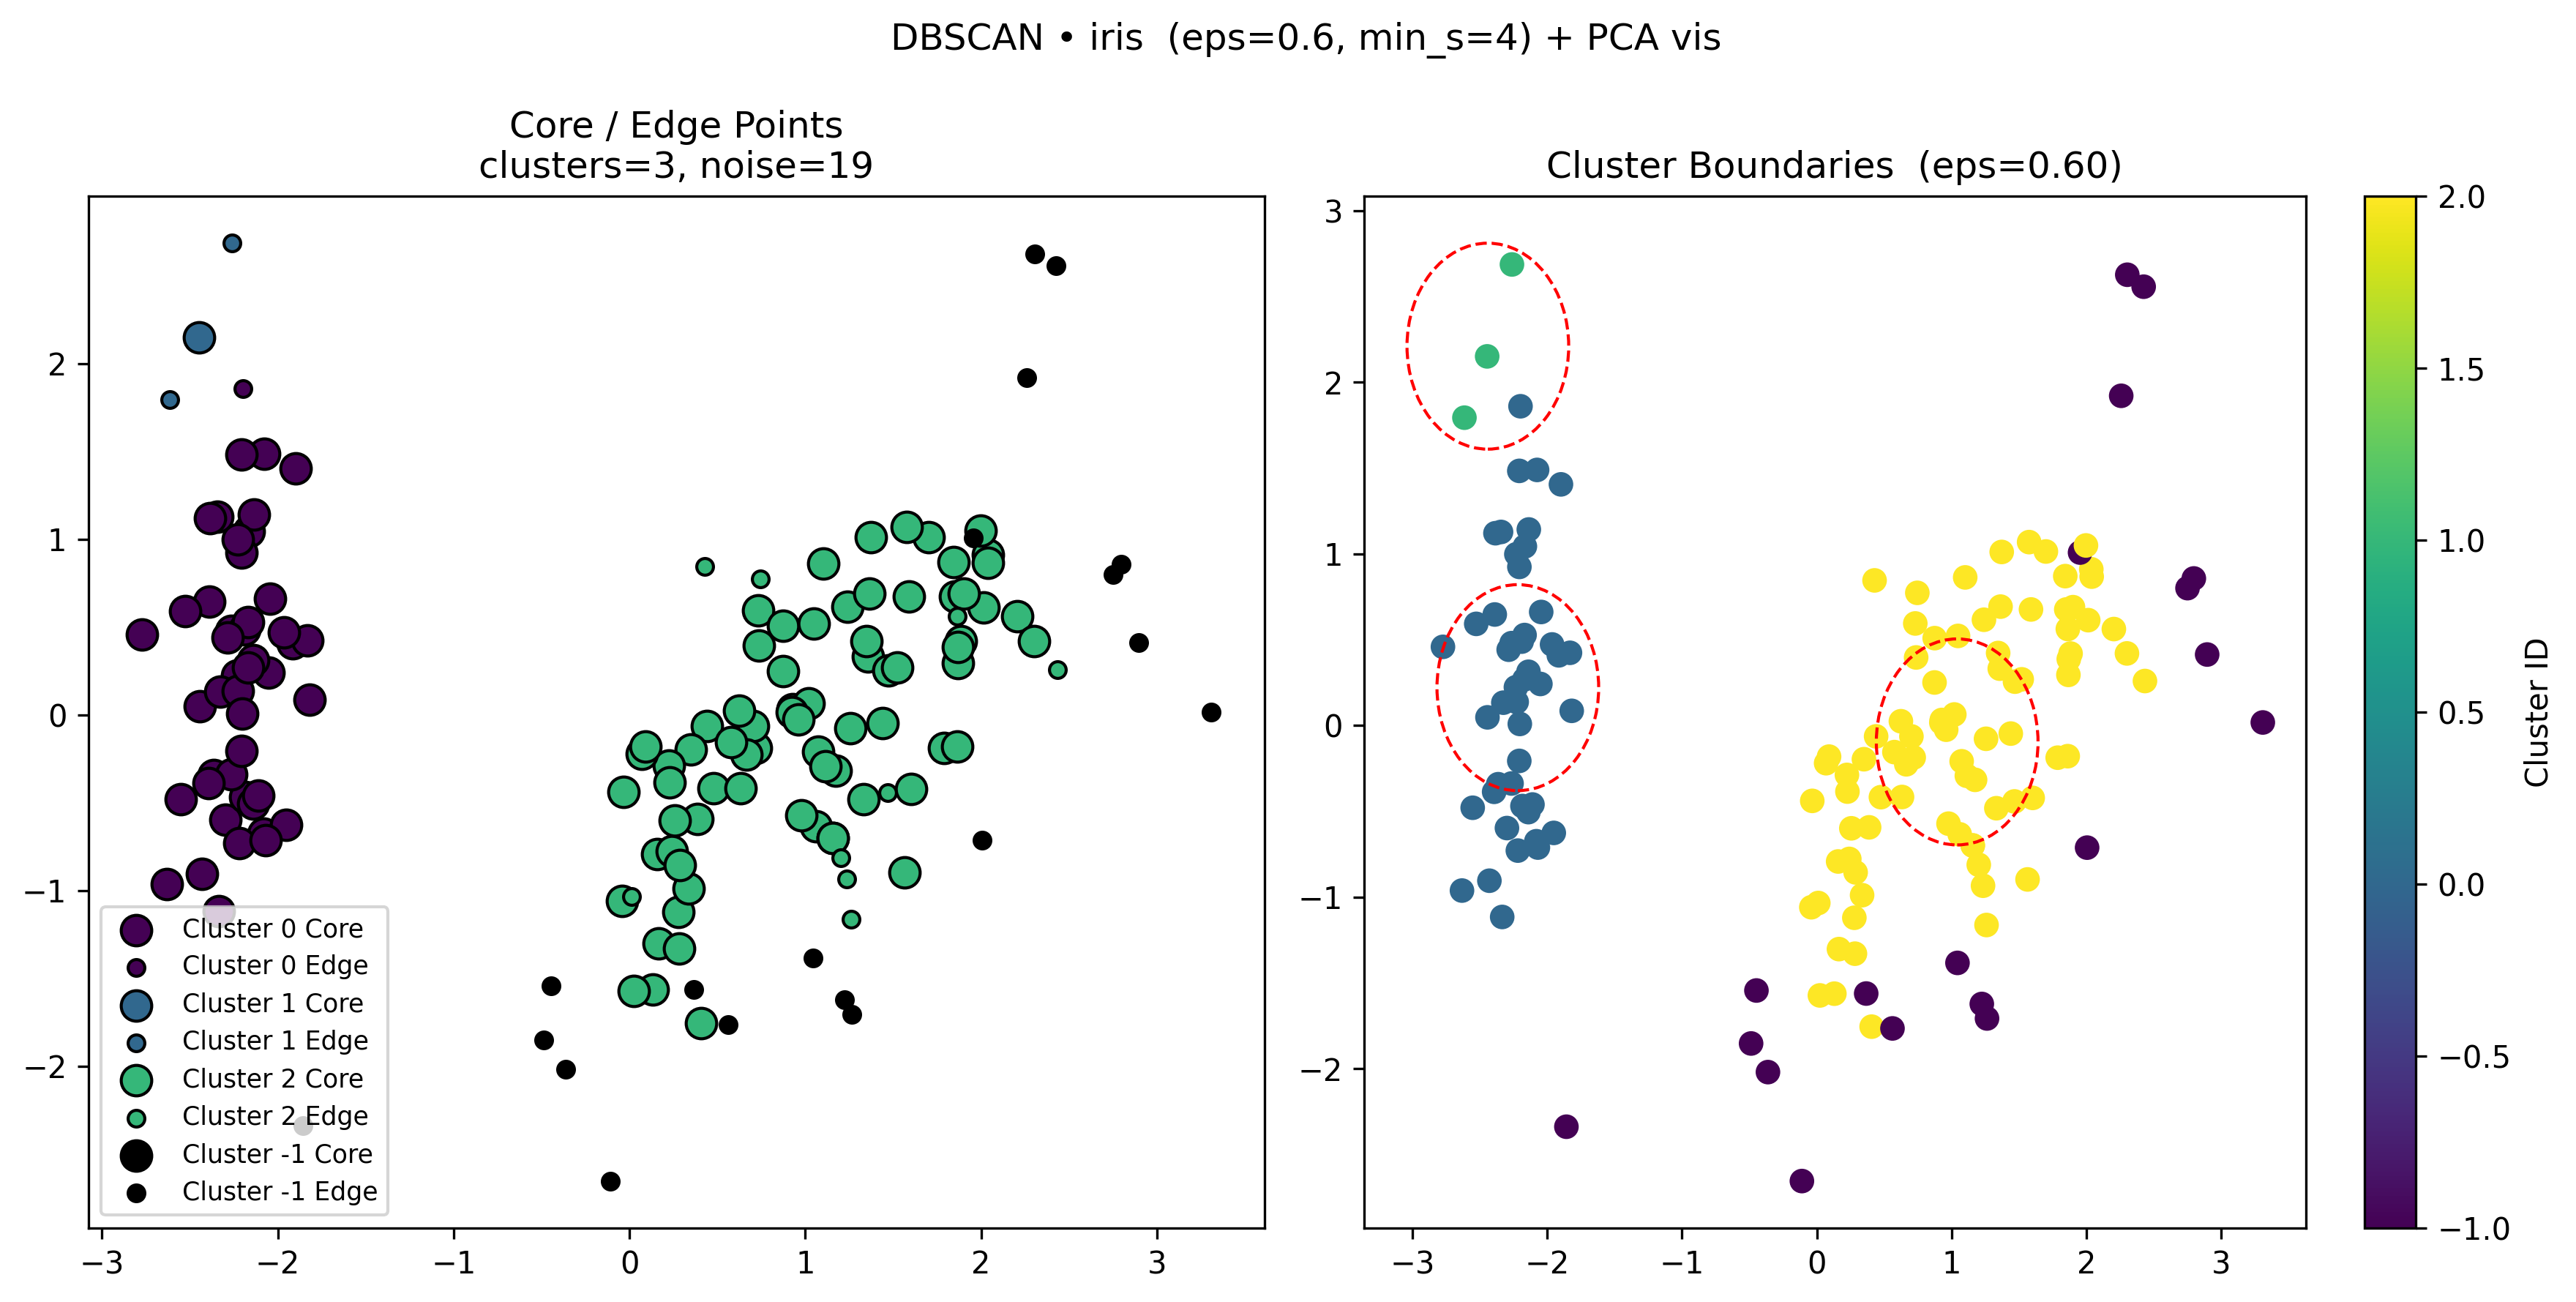 DBSCAN • iris  (eps=0.6, min_s=4) + PCA vis
Core / Edge Points
clusters=3, noise=19
2
1
0
−1
−2
Cluster 0 Core
Cluster 0 Edge
Cluster 1 Core
Cluster 1 Edge
Cluster 2 Core
Cluster 2 Edge
Cluster -1 Core
Cluster -1 Edge
−3 −2 −1 0 1 2 3
Cluster Boundaries  (eps=0.60)
3
2
1
0
−1
−2
−3 −2 −1 0 1 2 3
2.0
1.5
1.0
0.5
0.0
−0.5
−1.0
Cluster ID